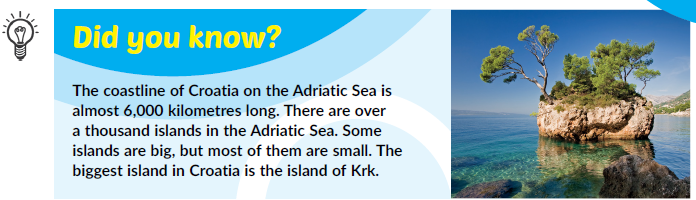 Did you know?
The coastline of Croatia on the Adriatic Sea is
almost 6,000 kilometres long. There are over
a thousand islands in the Adriatic Sea. Some
islands are big, but most of them are small. The
biggest island in Croatia is the island of Krk.